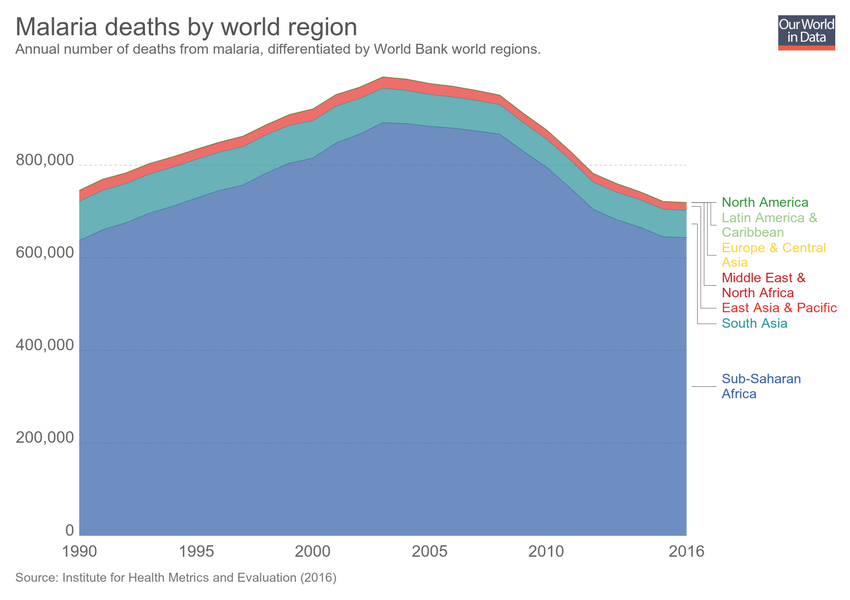 Malaria deaths by world region
Annual number of deaths from malaria, differentiated by World Bank world regions.
Our World
in Data
800,000
600,000
400,000
200,000
0
1990
1995
2000
2005
2010
2016
North America
Latin America &
Caribbean
Europe & Central
Asia
Middle East &
North Africa
East Asia & Pacific
South Asia
Sub-Saharan
Africa
Source: Institute for Health Metrics and Evaluation (2016)